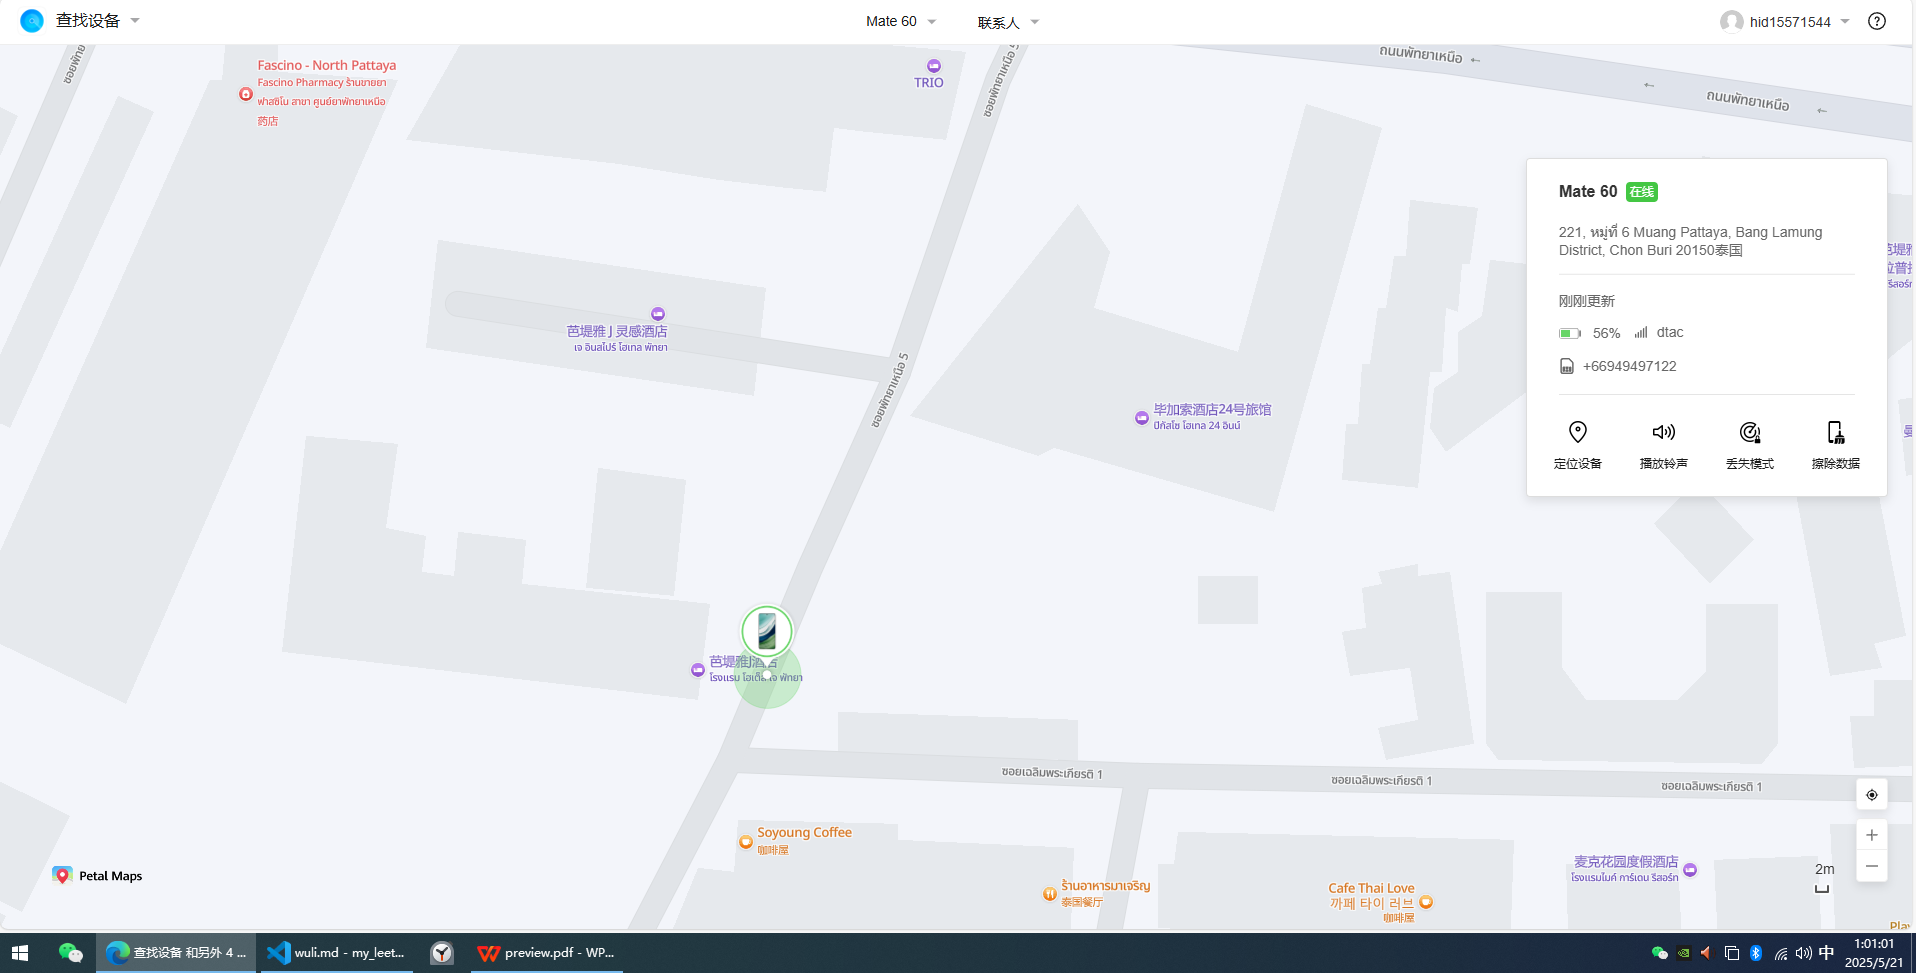 查找设备
Mate 60
联系人
hid15571544
ซอยพัทยาเหนือ 5
Fascino - North Pattaya
Fascino Pharmacy ร้านขายยา
ฟาสซิโน สาขา ศูนย์ยาพัทยาเหนือ
药店
TRIO
ถนนพัทยาเหนือ
ถนนพัทยาเหนือ
Mate 60
在线
221, หมู่ที่ 6 Muang Pattaya, Bang Lamung
District, Chon Buri 20150泰国
刚刚更新
56%
dtac
+66949497122
定位设备
播放铃声
丢失模式
擦除数据
芭堤雅 J 灵感酒店
เจ อินสไปร์ โฮเทล พัทยา
ซอยพัทยาเหนือ 5
毕加索酒店24号旅馆
ปีกัสโซ โฮเทล 24 อินน์
芭堤雅J酒店
โรงแรม โฮเต็ล เจ พัทยา
ซอยเฉลิมพระเกียรติ 1
ซอยเฉลิมพระเกียรติ 1
ซอยเฉลิมพระเกียรติ 1
Soyoung Coffee
咖啡屋
Petal Maps
ร้านอาหารมาเจริญ
泰国餐厅
Cafe Thai Love
까페 타이 러브
咖啡屋
麦克花园度假酒店
โรงแรมไมค์ การ์เดน รีสอร์ท
2m
查找设备 和另外 4 ...
wuli.md - my_leet...
preview.pdf - WP...
中
1:01:01
2025/5/21